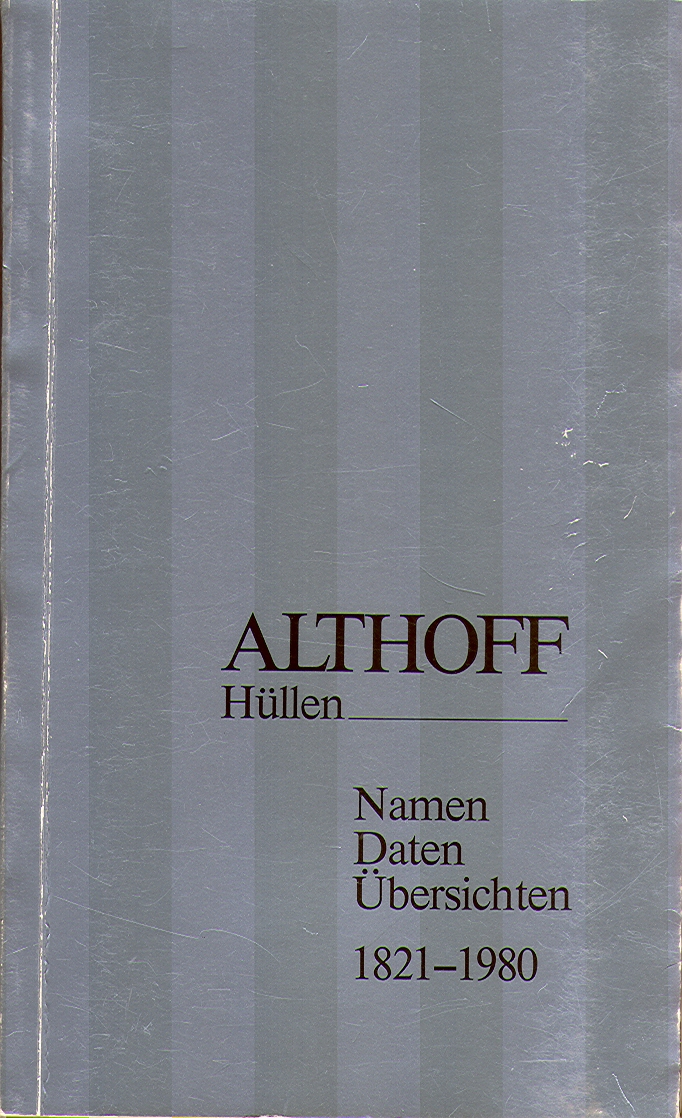 ALTHOFF
Hüllen
Namen
Daten
Übersichten
1821–1980